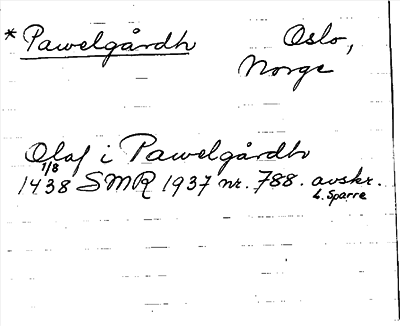 * Pawelgårdh Oslo,
Norge
Olaf i Pawelgårdh
1/8
1438 SMR 1937 nr. 788. avskr.
L. Sparre